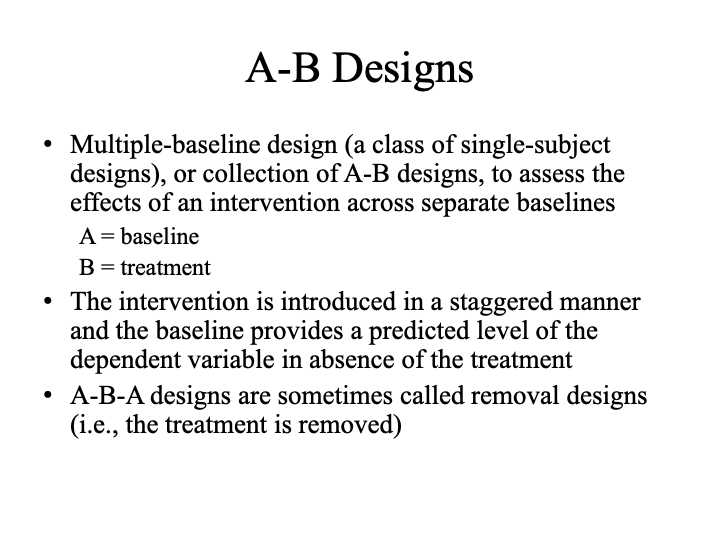 A-B Designs
• Multiple-baseline design (a class of single-subject
designs), or collection of A-B designs, to assess the
effects of an intervention across separate baselines
A = baseline
B = treatment
• The intervention is introduced in a staggered manner
and the baseline provides a predicted level of the
dependent variable in absence of the treatment
• A-B-A designs are sometimes called removal designs
(i.e., the treatment is removed)